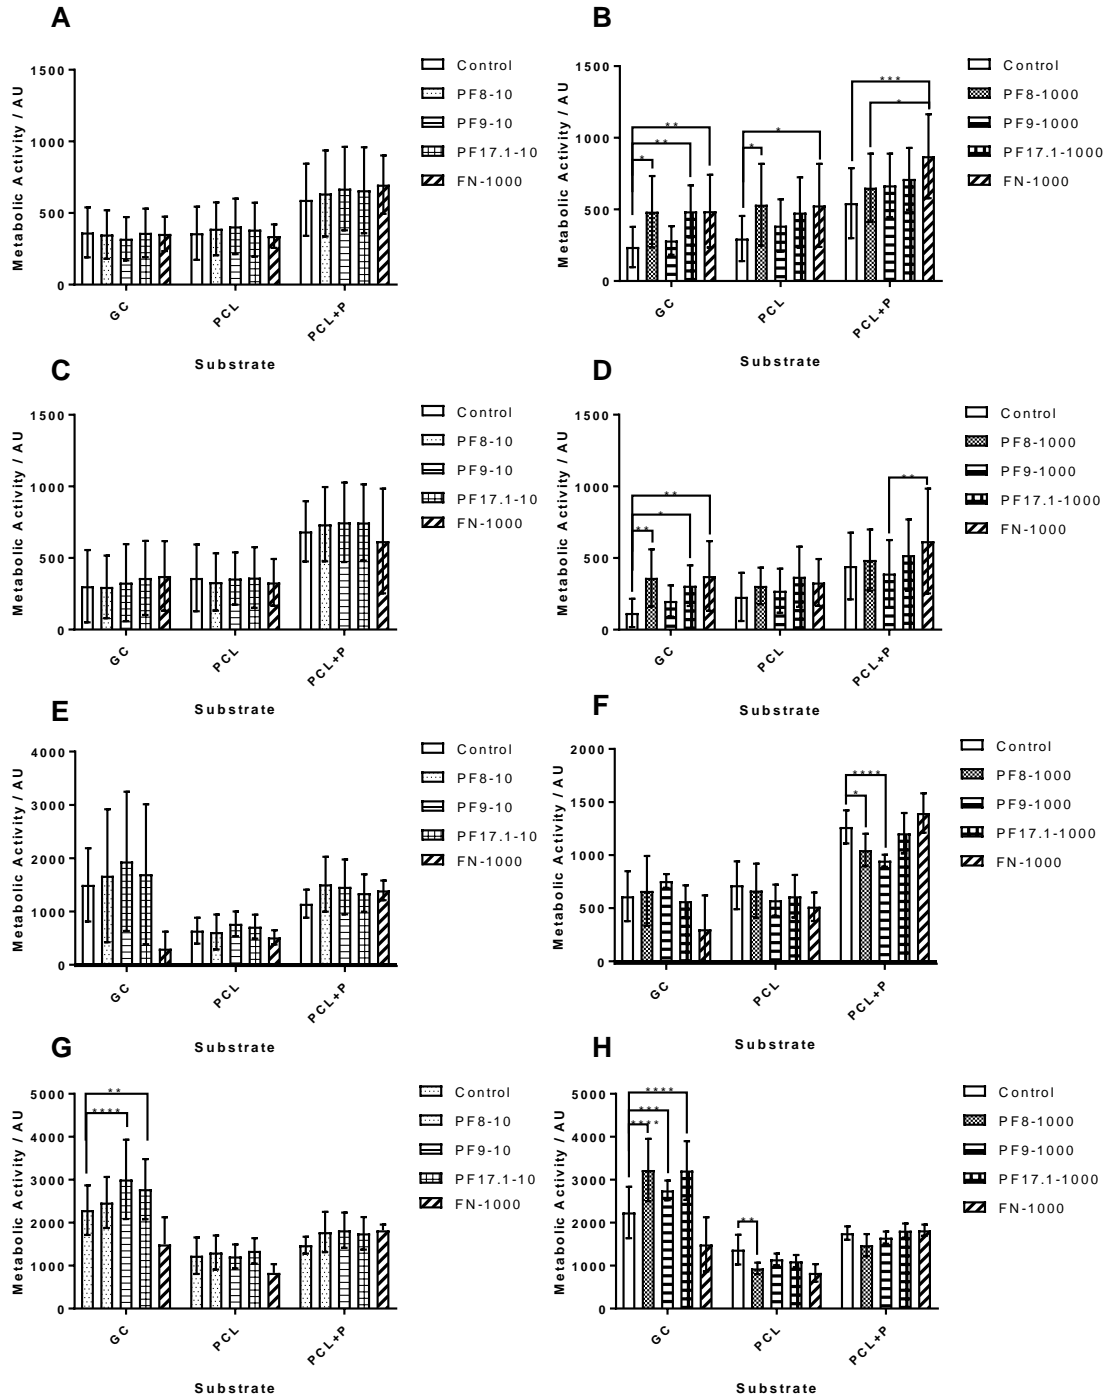 A
Metabolic Activity / AU
1500
1000
500
0
GC
PCL
PCL+P
Substrate
Control
PF8-10
PF9-10
PF17.1-10
FN-1000
B
Metabolic Activity / AU
1500
1000
500
0
**
**
*
*
*
***
*
GC
PCL
PCL+P
Substrate
Control
PF8-1000
PF9-1000
PF17.1-1000
FN-1000
C
Metabolic Activity / AU
1500
1000
500
0
GC
PCL
PCL+P
Substrate
Control
PF8-10
PF9-10
PF17.1-10
FN-1000
D
Metabolic Activity / AU
1500
1000
500
0
**
*
**
**
GC
PCL
PCL+P
Substrate
Control
PF8-1000
PF9-1000
PF17.1-1000
FN-1000
E
Metabolic Activity / AU
4000
3000
2000
1000
0
GC
PCL
PCL+P
Substrate
Control
PF8-10
PF9-10
PF17.1-10
FN-1000
F
Metabolic Activity / AU
2000
1500
1000
500
0
****
*
GC
PCL
PCL+P
Substrate
Control
PF8-1000
PF9-1000
PF17.1-1000
FN-1000
G
Metabolic Activity / AU
5000
4000
3000
2000
1000
0
**
****
GC
PCL
PCL+P
Substrate
Control
PF8-10
PF9-10
PF17.1-10
FN-1000
H
Metabolic Activity / AU
5000
4000
3000
2000
1000
0
****
***
****
**
GC
PCL
PCL+P
Substrate
Control
PF8-1000
PF9-1000
PF17.1-1000
FN-1000